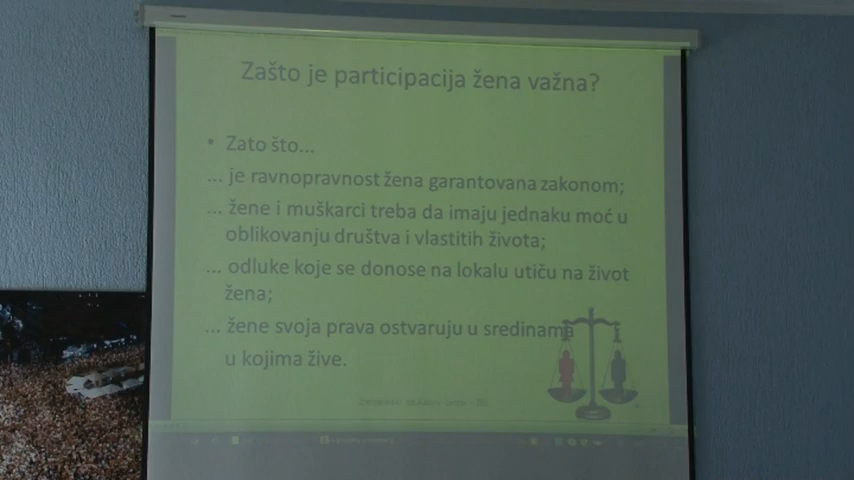 Zašto je participacija žena važna?
• Zato što...
... je ravnopravnost žena garantovana zakonom;
... žene i muškarci treba da imaju jednaku moć u
oblikovanju društva i vlastitih života;
... odluke koje se donose na lokalu utiču na život
žena;
... žene svoja prava ostvaruju u sredinama
u kojima žive.